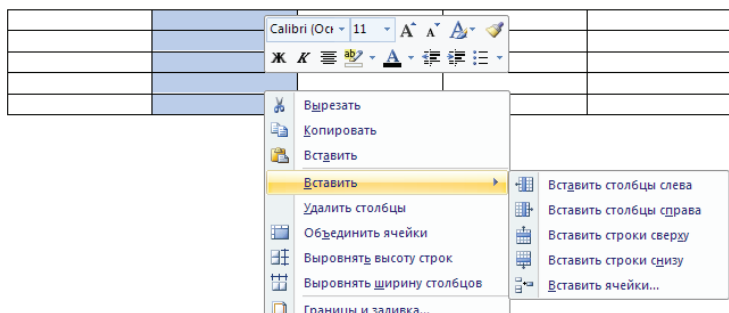 Calibri (Осн 11 А А А
Ж К ab А
Вырезать
Копировать
Вставить
Вставить
Удалить столбцы
Объединить ячейки
Выровнять высоту строк
Выровнять ширину столбцов
Границы и заливка...
Вставить столбцы слева
Вставить столбцы справа
Вставить строки сверху
Вставить строки снизу
Вставить ячейки...